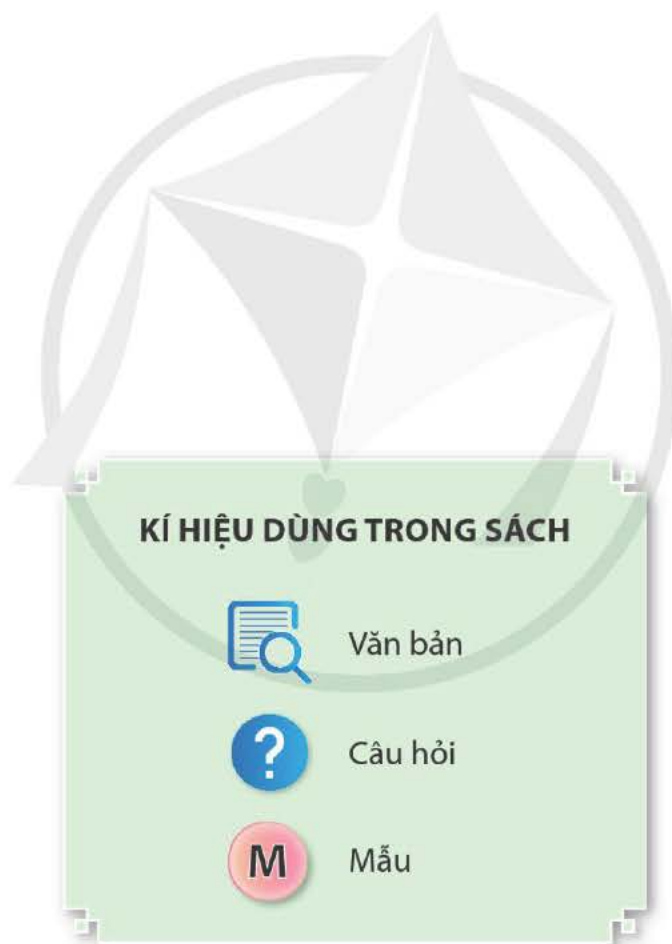 KÍ HIỆU DÙNG TRONG SÁCH
Văn bản
?
Câu hỏi
M
Mẫu